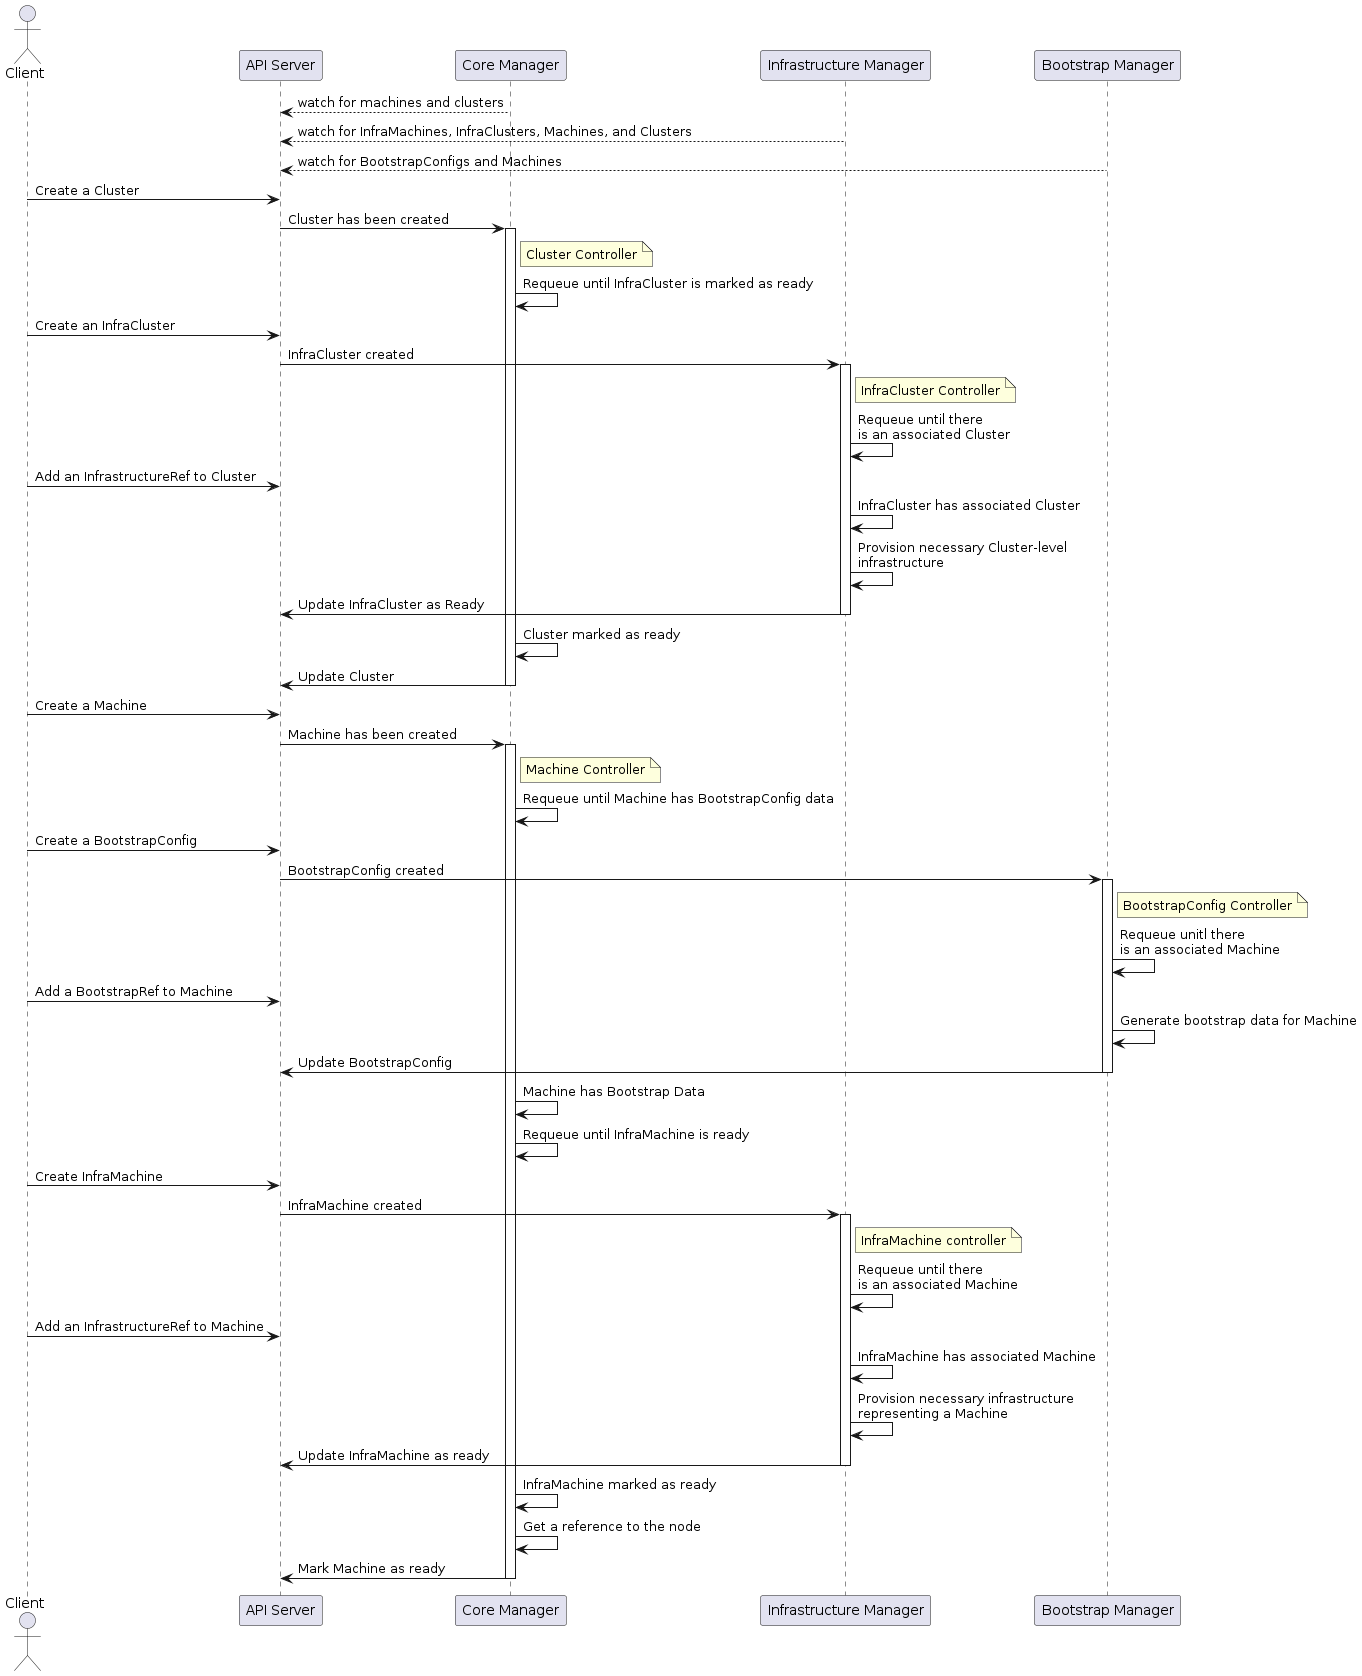 Client
API Server
Core Manager
Infrastructure Manager
Bootstrap Manager
watch for machines and clusters
watch for InfraMachines, InfraClusters, Machines, and Clusters
watch for BootstrapConfigs and Machines
Create a Cluster
Cluster has been created
Cluster Controller
Requeue until InfraCluster is marked as ready
Create an InfraCluster
InfraCluster created
InfraCluster Controller
Requeue until there
is an associated Cluster
Add an InfrastructureRef to Cluster
InfraCluster has associated Cluster
Provision necessary Cluster-level
infrastructure
Update InfraCluster as Ready
Cluster marked as ready
Update Cluster
Create a Machine
Machine has been created
Machine Controller
Requeue until Machine has BootstrapConfig data
Create a BootstrapConfig
BootstrapConfig created
BootstrapConfig Controller
Requeue unitl there
is an associated Machine
Add a BootstrapRef to Machine
Generate bootstrap data for Machine
Update BootstrapConfig
Machine has Bootstrap Data
Requeue until InfraMachine is ready
Create InfraMachine
InfraMachine created
InfraMachine controller
Requeue until there
is an associated Machine
Add an InfrastructureRef to Machine
InfraMachine has associated Machine
Provision necessary infrastructure
representing a Machine
Update InfraMachine as ready
InfraMachine marked as ready
Get a reference to the node
Mark Machine as ready
Client
API Server
Core Manager
Infrastructure Manager
Bootstrap Manager